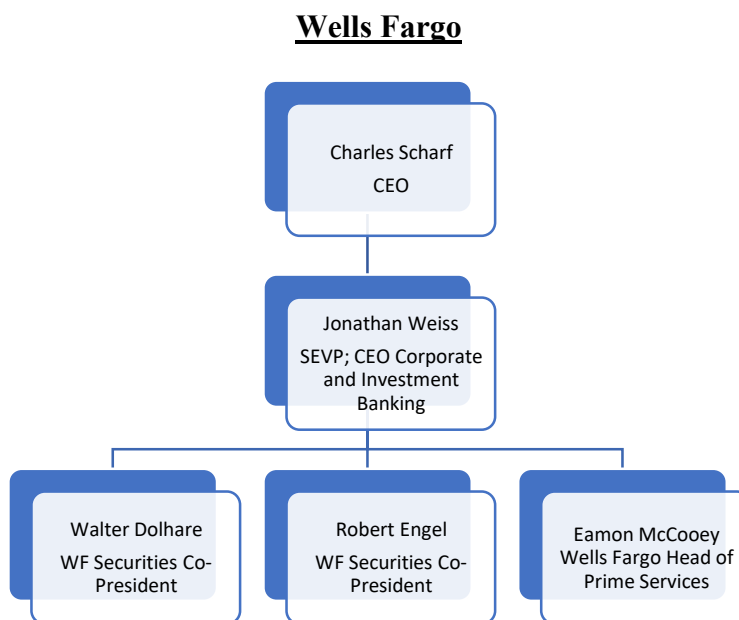 Wells Fargo
Charles Scharf
CEO
Jonathan Weiss
SEVP; CEO Corporate
and Investment
Banking
Walter Dolhare
WF Securities Co-
President
Robert Engel
WF Securities Co-
President
Eamon McCooey
Wells Fargo Head of
Prime Services